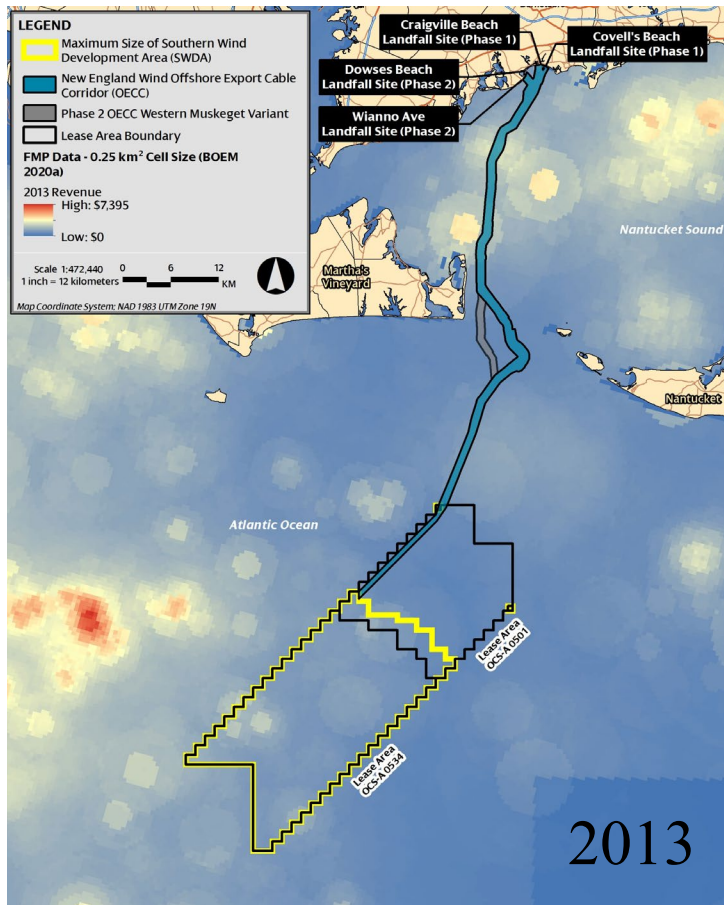 LEGEND
Maximum Size of Southern Wind
Development Area (SWDA)
New England Wind Offshore Export Cable
Corridor (OECC)
Phase 2 OECC Western Muskeget Variant
Lease Area Boundary
FMP Data - 0.25 km² Cell Size (BOEM
2020a)
2013 Revenue
High: $7,395
Low: $0
Scale 1:472,440
1 inch = 12 kilometers
0 6 12
KM
Map Coordinate System: NAD 1983 UTM Zone 19N
Craigville Beach
Landfall Site (Phase 1)
Covell's Beach
Landfall Site (Phase 1)
Dowses Beach
Landfall Site (Phase 2)
Wianno Ave
Landfall Site (Phase 2)
Nantucket Sound
Martha's
Vineyard
Nantucket
Atlantic Ocean
Lease Area
OCS-A 0501
Lease Area
OCS-A 0534
2013